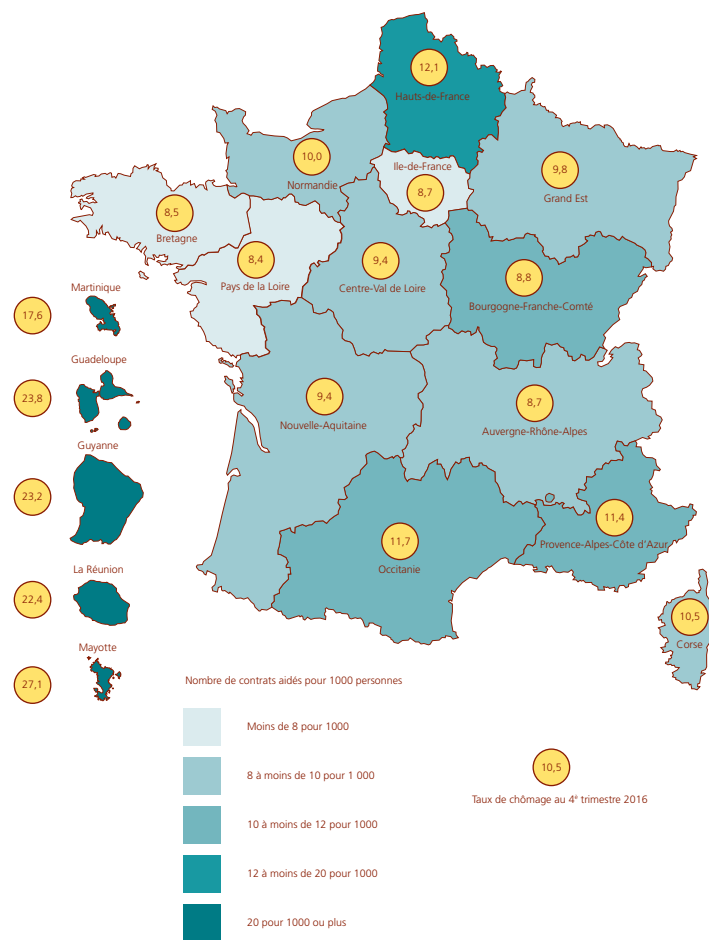 12,1
Hauts-de-France
10,0
Normandie
Ile-de-France
8,7
9,8
Grand Est
8,5
Bretagne
8,4
Pays de la Loire
9,4
Centre-Val de Loire
8,8
Bourgogne-Franche-Comté
Martinique
17,6
Guadeloupe
23,8
9,4
Nouvelle-Aquitaine
8,7
Auvergne-Rhône-Alpes
Guyanne
23,2
11,7
Occitanie
11,4
Provence-Alpes-Côte d'Azur
La Réunion
22,4
10,5
Corse
Mayotte
27,1
Nombre de contrats aidés pour 1000 personnes
Moins de 8 pour 1000
8 à moins de 10 pour 1 000
10 à moins de 12 pour 1000
12 à moins de 20 pour 1000
20 pour 1000 ou plus
10,5
Taux de chômage au 4e trimestre 2016